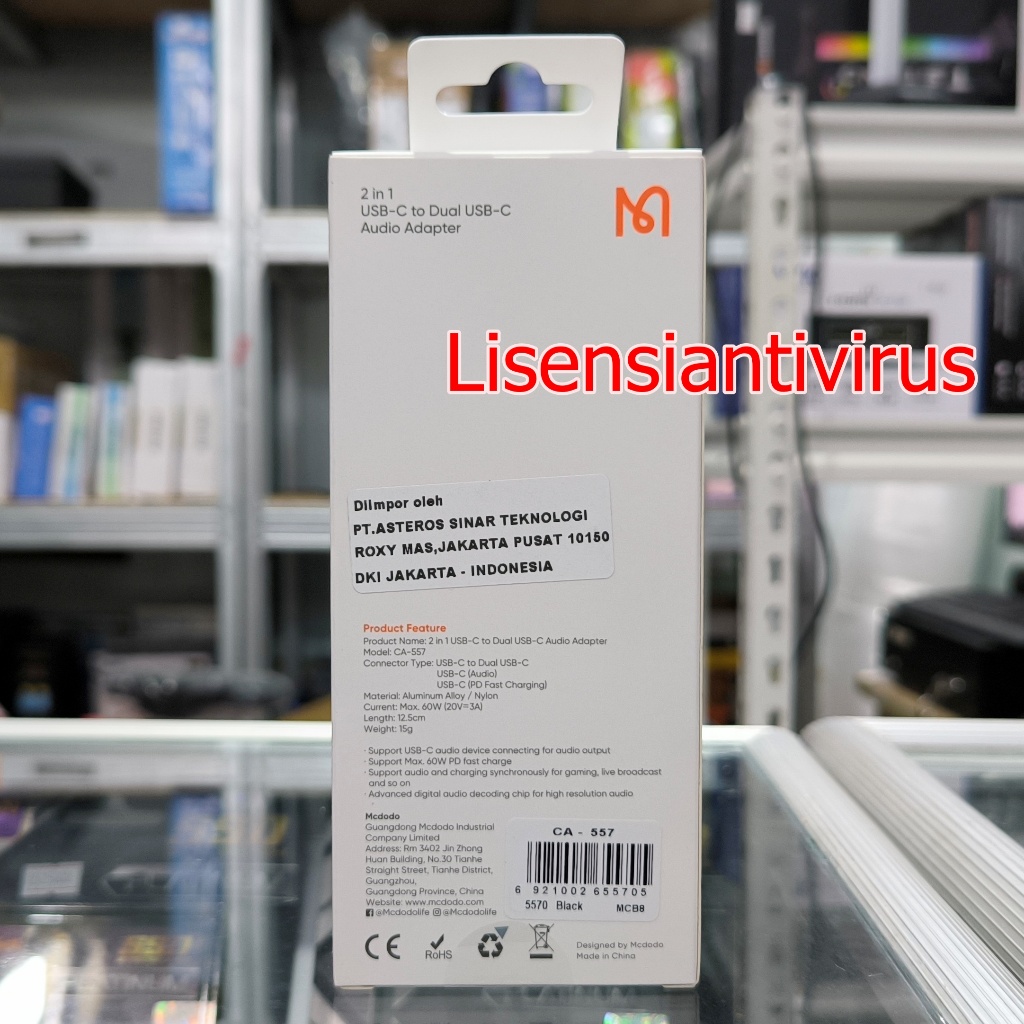 2 in 1
USB-C to Dual USB-C
Audio Adapter
Lisensiantivirus
DiImpor oleh
PT.ASTEROS SINAR TEKNOLOGI
ROXY MAS,JAKARTA PUSAT 10150
DKI JAKARTA - INDONESIA
Product Feature
Product Name: 2 in 1 USB-C to Dual USB-C Audio Adapter
Model: CA-557
Connector Type: USB-C to Dual USB-C
USB-C (Audio)
USB-C (PD Fast Charging)
Material: Aluminum Alloy / Nylon
Current: Max. 60W (20V=3A)
Length: 12.5cm
Weight: 15g
· Support USB-C audio device connecting for audio output
· Support Max. 60W PD fast charge
· Support audio and charging synchronously for gaming, live broadcast
and so on
· Advanced digital audio decoding chip for high resolution audio
Mcdodo
Guangdong Mcdodo Industrial
Company Limited
Address: Rm 3402 Jin Zhong
Huan Building, No.30 Tianhe
Straight Street, Tianhe District,
Guangzhou,
Guangdong Province, China
Website: www.mcdodo.com
@Mcdodolife @Mcdodolife
CA - 557
6 921002 655705
5570 Black MCB8
CE
RoHS
Designed by Mcdodo
Made in China